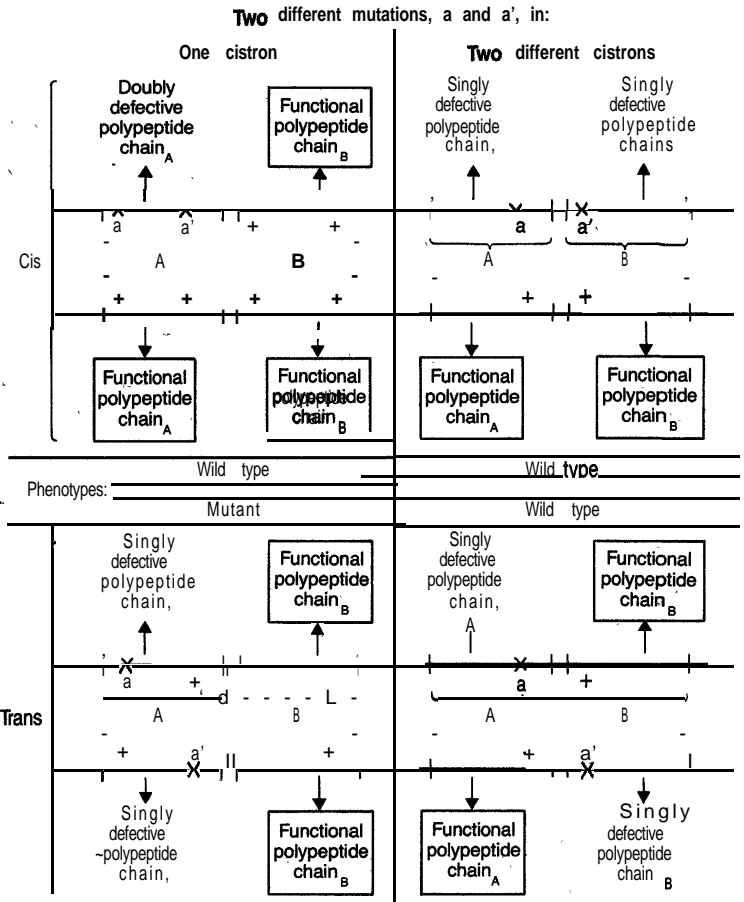 Two different mutations, a and a', in:
One cistron
Two different cistrons
Doubly
defective
polypeptide
chain A
Functional
polypeptide
chain B
Singly
defective
polypeptide
chain,
Singly
defective
polypeptide
chains
a a' + +
a a'
Cis
A B
A B
+ + + +
+ +
Functional
polypeptide
chain A
Functional
polypeptide
chain B
Functional
polypeptide
chain A
Functional
polypeptide
chain B
Wild type
Wild type
Phenotypes:
Mutant
Wild type
Singly
defective
polypeptide
chain,
Functional
polypeptide
chain B
Singly
defective
polypeptide
chain,
A
Functional
polypeptide
chain B
a +
a +
d - - - - L -
Trans
A B
A B
+ a' +
+ a'
Singly
defective
~polypeptide
chain,
Functional
polypeptide
chain B
Functional
polypeptide
chain A
Singly
defective
polypeptide
chain B